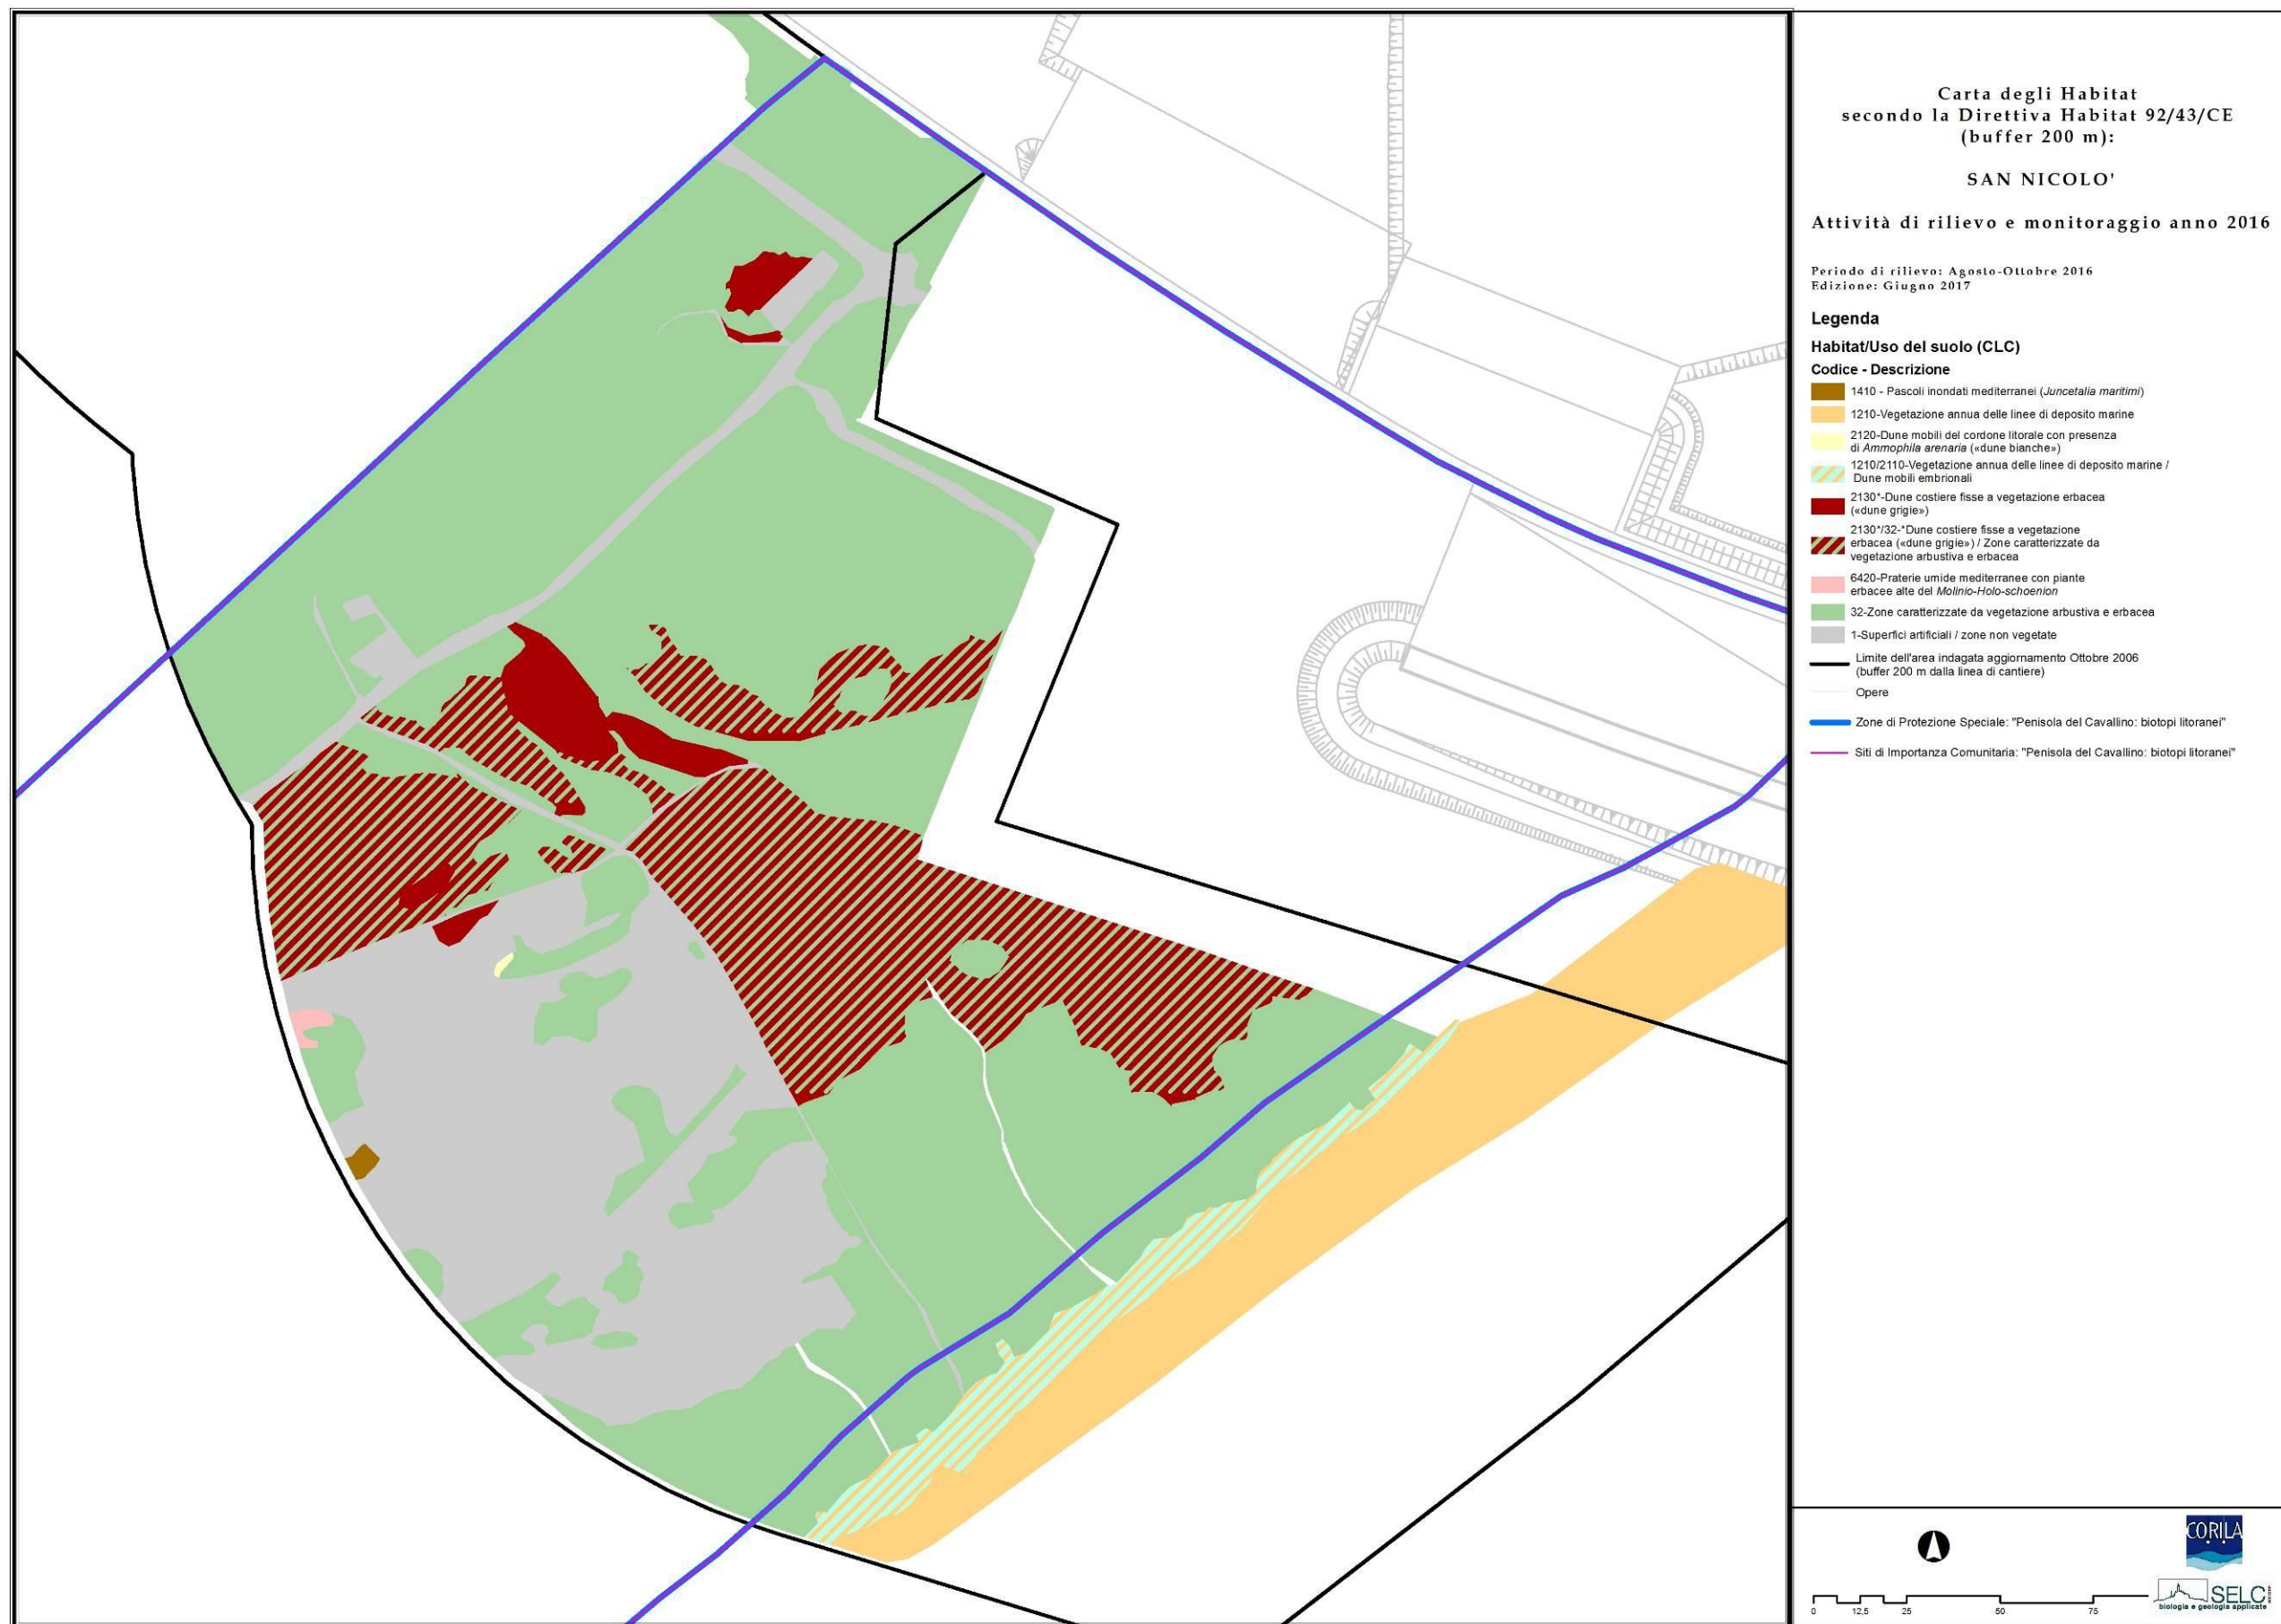 Carta degli Habitat
secondo la Direttiva Habitat 92/43/CE
(buffer 200 m):
SAN NICOLO'
Attività di rilievo e monitoraggio anno 2016
Periodo di rilievo: Agosto-Ottobre 2016
Edizione: Giugno 2017
Legenda
Habitat/Uso del suolo (CLC)
Codice - Descrizione
1410 - Pascoli inondati mediterranei (Juncetalia maritimi)
1210-Vegetazione annua delle linee di deposito marine
2120-Dune mobili del cordone litorale con presenza
di Ammophila arenaria («dune bianche»)
1210/2110-Vegetazione annua delle linee di deposito marine /
Dune mobili embrionali
2130*-Dune costiere fisse a vegetazione erbacea
(«dune grigie»)
2130*/32-*Dune costiere fisse a vegetazione
erbacea («dune grigie») / Zone caratterizzate da
vegetazione arbustiva e erbacea
6420-Praterie umide mediterranee con piante
erbacee alte del Molinio-Holo-schoenion
32-Zone caratterizzate da vegetazione arbustiva e erbacea
1-Superfici artificiali / zone non vegetate
Limite dell'area indagata aggiornamento Ottobre 2006
(buffer 200 m dalla linea di cantiere)
Opere
Zone di Protezione Speciale: "Penisola del Cavallino: biotopi litoranei"
Siti di Importanza Comunitaria: "Penisola del Cavallino: biotopi litoranei"
CORILA
SELC
biologia e geologia applicate
0 12,5 25 50 75